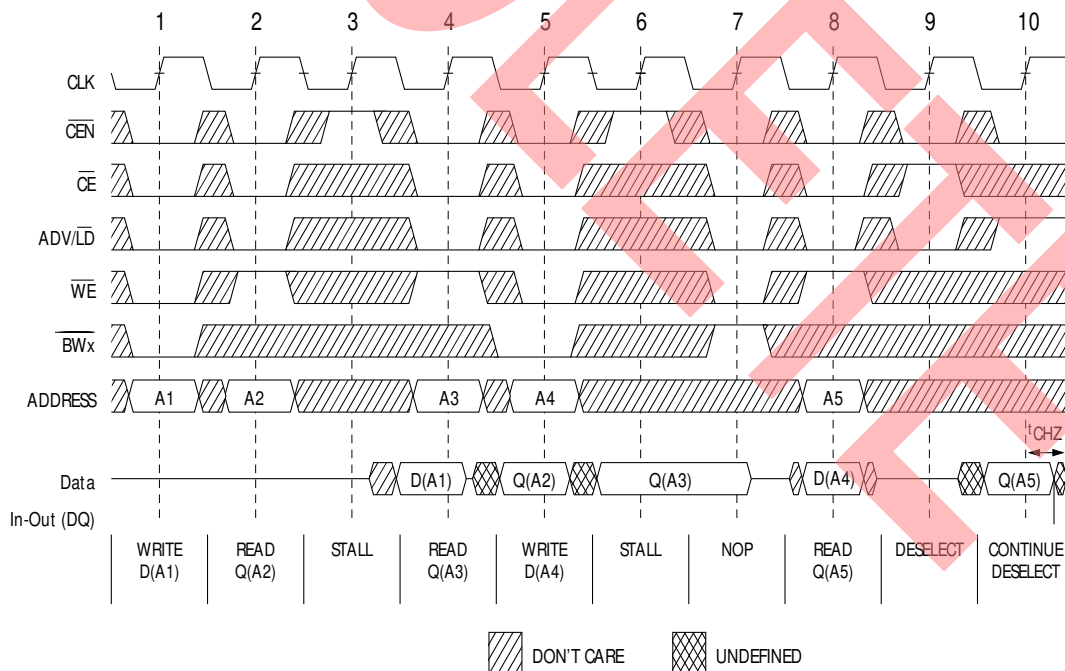 1 2 3 4 5 6 7 8 9 10
CLK
CEN
CE
ADV/LD
WE
BWx
ADDRESS A1 A2 A3 A4 A5
tCHZ
Data D(A1) Q(A2) Q(A3) D(A4) Q(A5)
In-Out (DQ)
WRITE READ STALL READ WRITE STALL NOP READ DESELECT CONTINUE
D(A1) Q(A2) Q(A3) D(A4) Q(A5) DESELECT
DON'T CARE UNDEFINED